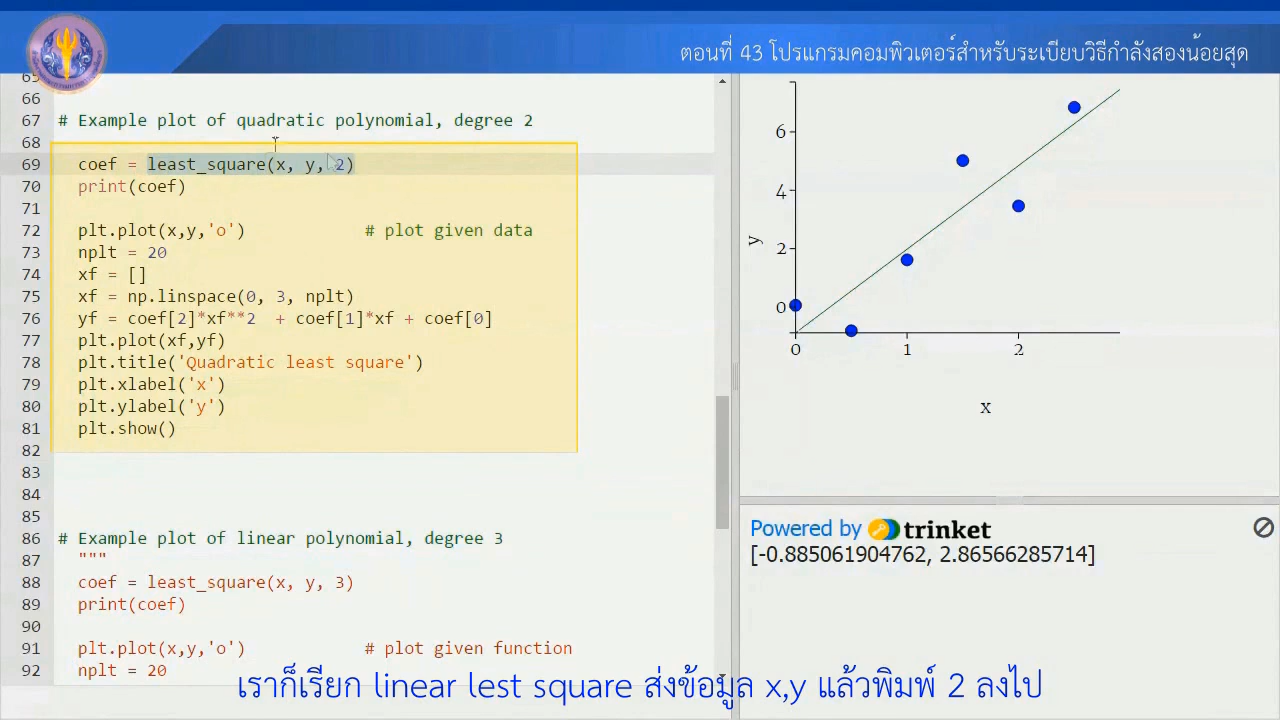 ตอนที่ 43 โปรแกรมคอมพิวเตอร์สำหรับระเบียบวิธีกำลังสองน้อยสุด
65
66
67 # Example plot of quadratic polynomial, degree 2
68
69 coef = least_square(x, y, 2)
70 print(coef)
71
72 plt.plot(x,y,'o') # plot given data
73 nplt = 20
74 xf = []
75 xf = np.linspace(0, 3, nplt)
76 yf = coef[2]*xf**2 + coef[1]*xf + coef[0]
77 plt.plot(xf,yf)
78 plt.title('Quadratic least square')
79 plt.xlabel('x')
80 plt.ylabel('y')
81 plt.show()
82
83
84
85
86 # Example plot of linear polynomial, degree 3
87 """
88 coef = least_square(x, y, 3)
89 print(coef)
90
91 plt.plot(x,y,'o') # plot given function
92 nplt = 20
6
4
y
2
0
0 1 2
x
Powered by trinket
[-0.885061904762, 2.86566285714]
เราก็เรียก linear lest square ส่งข้อมูล x,y แล้วพิมพ์ 2 ลงไป